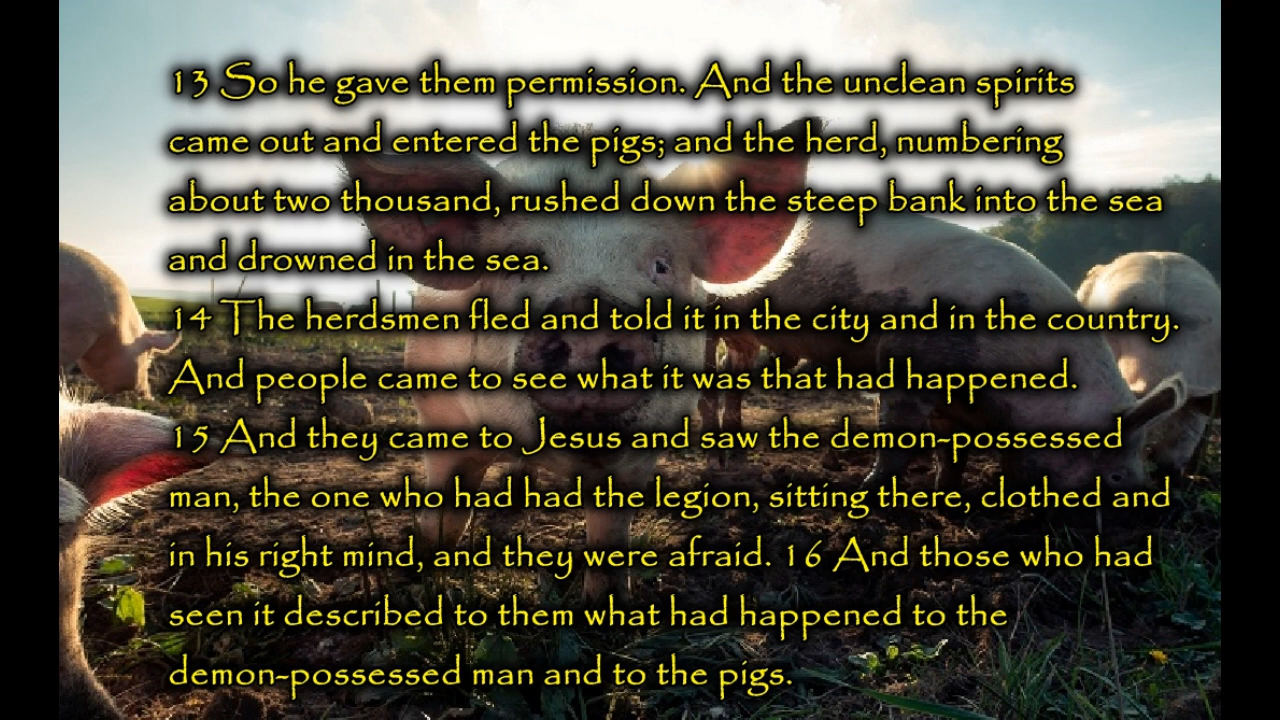 13 So he gave them permission. And the unclean spirits
came out and entered the pigs; and the herd, numbering
about two thousand, rushed down the steep bank into the sea
and drowned in the sea.
14 The herdsmen fled and told it in the city and in the country.
And people came to see what it was that had happened.
15 And they came to Jesus and saw the demon-possessed
man, the one who had had the legion, sitting there, clothed and
in his right mind, and they were afraid. 16 And those who had
seen it described to them what had happened to the
demon-possessed man and to the pigs.